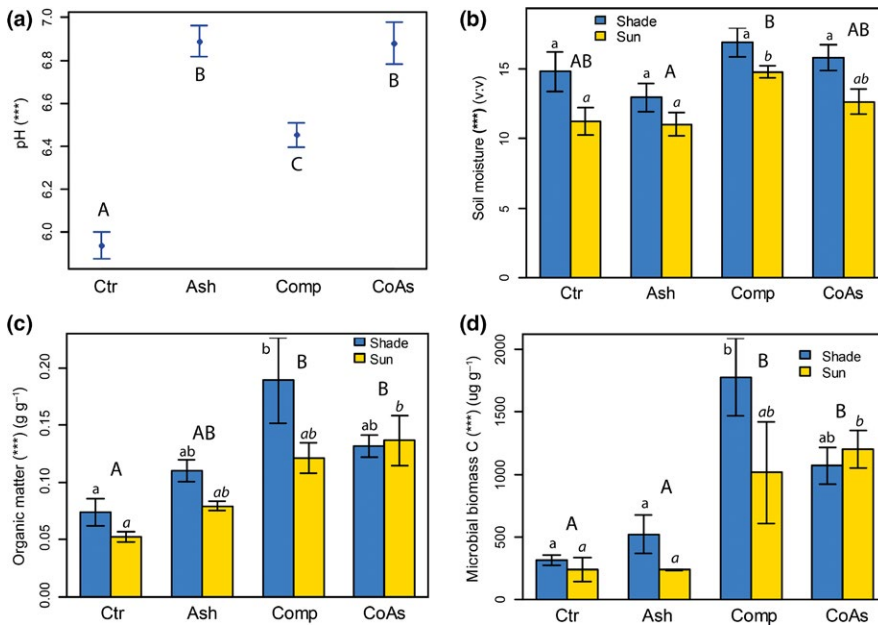 (a)
pH (***)
7.0
6.8
6.6
6.4
6.2
6.0
A
B
C
B
Ctr Ash Comp CoAs
(b)
Soil moisture (***) (v:v)
15
10
5
0
Shade
Sun
a AB a
a A a
a B b
a AB ab
Ctr Ash Comp CoAs
(c)
Organic matter (***) (g g⁻¹)
0.20
0.15
0.10
0.05
0.00
Shade
Sun
a A a
ab AB ab
b B ab
ab B b
Ctr Ash Comp CoAs
(d)
Microbial biomass C (***) (ug g⁻¹)
2000
1500
1000
500
0
Shade
Sun
a A a
a A a
b B ab
ab B b
Ctr Ash Comp CoAs